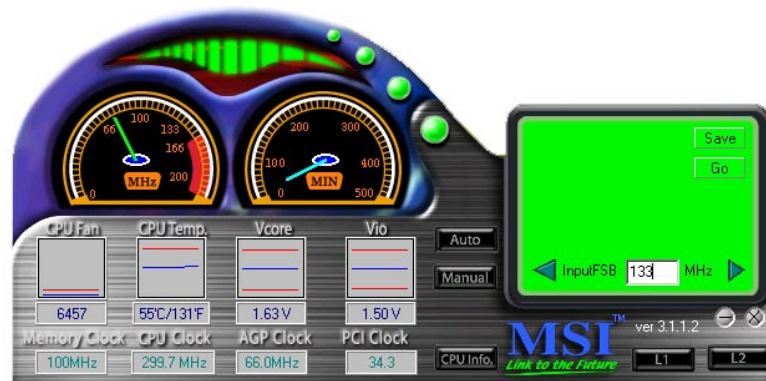 66 100 133 166 200 0
MHz
200 300 100 400 0 500
MIN
Save
Go
InputFSB 133 MHz
Auto
Manual
CPU Fan CPU Temp. Vcore Vio
6457 55'C/131'F 1.63 V 1.50 V
Memory Clock CPU Clock AGP Clock PCI Clock
100MHz 299.7 MHz 66.0MHz 34.3
CPU Info.
MSI™
Link to the Future
ver 3.1.1.2
L1 L2